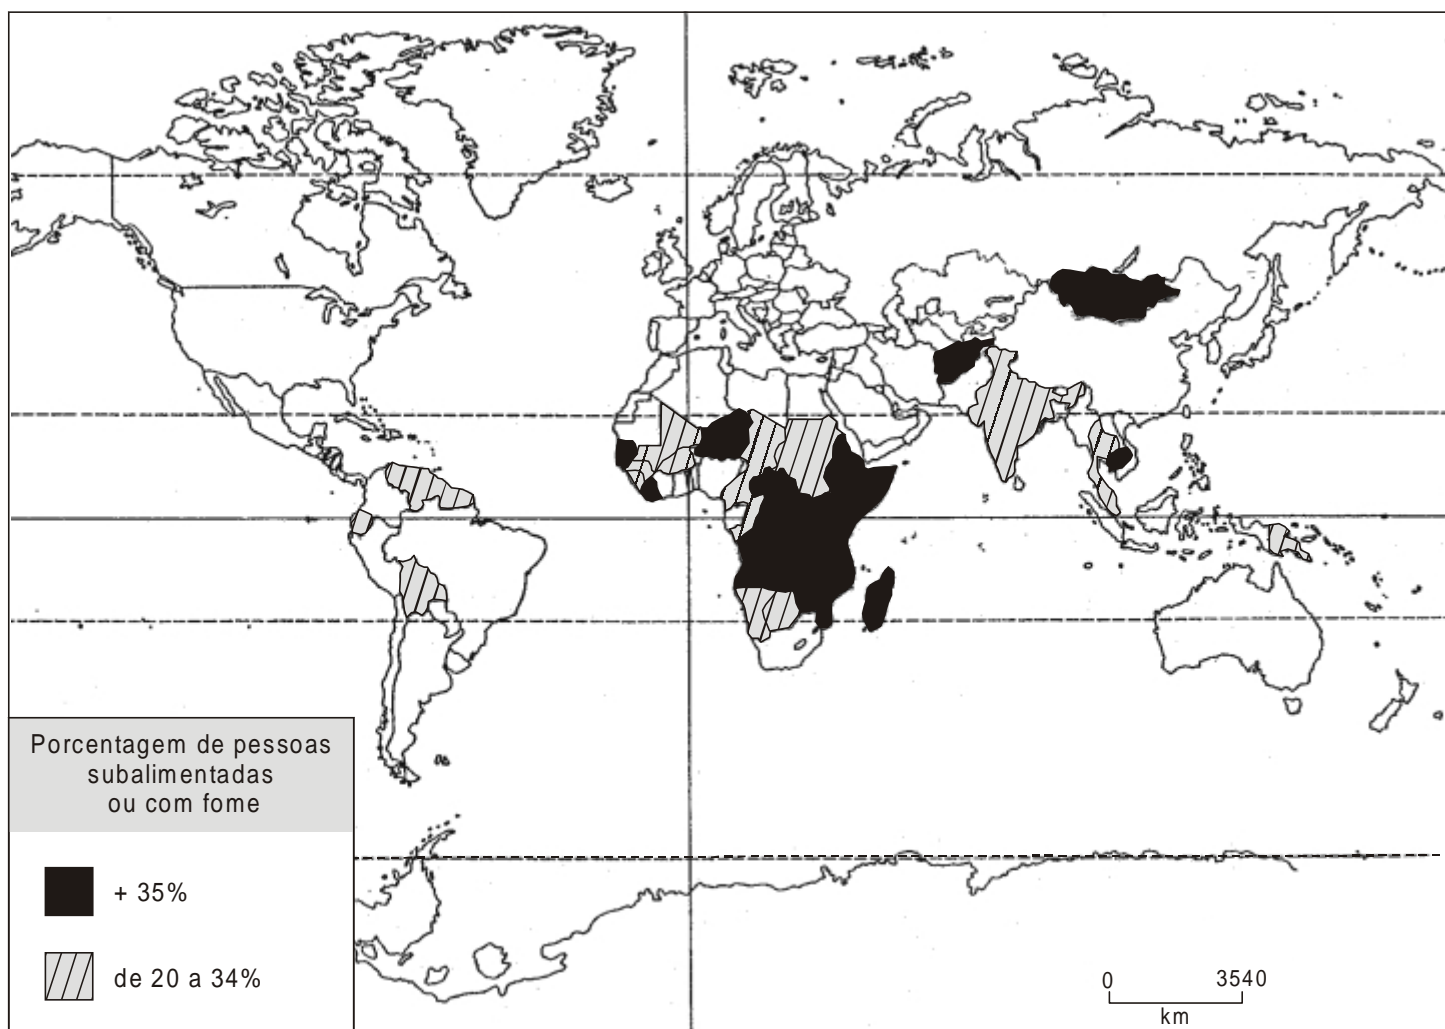 Porcentagem de pessoas
subalimentadas
ou com fome
+ 35%
de 20 a 34%
0 3540
km